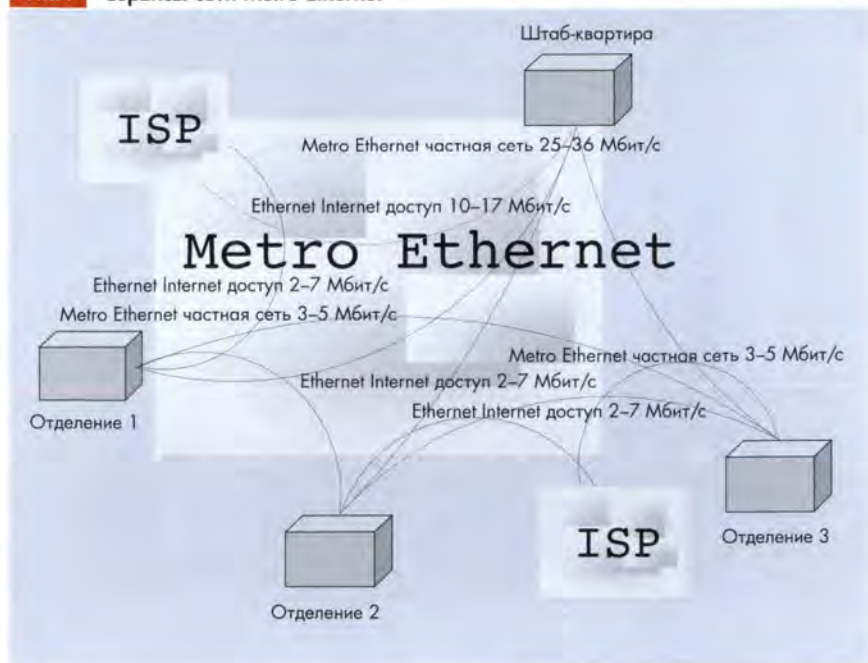 Штаб-квартира
ISP
Metro Ethernet частная сеть 25–36 Мбит/с
Ethernet Internet доступ 10–17 Мбит/с
Metro Ethernet
Ethernet Internet доступ 2–7 Мбит/с
Metro Ethernet частная сеть 3–5 Мбит/с
Metro Ethernet частная сеть 3–5 Мбит/с
Ethernet Internet доступ 2–7 Мбит/с
Ethernet Internet доступ 2–7 Мбит/с
Отделение 1
ISP
Отделение 3
Отделение 2